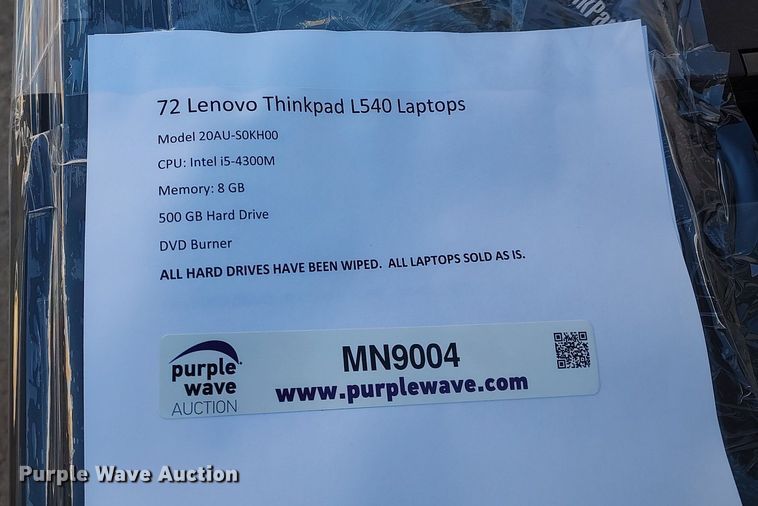 72 Lenovo Thinkpad L540 Laptops
Model 20AU-S0KH00
CPU: Intel i5-4300M
Memory: 8 GB
500 GB Hard Drive
DVD Burner
ALL HARD DRIVES HAVE BEEN WIPED.  ALL LAPTOPS SOLD AS IS.
purple
wave
AUCTION
MN9004
www.purplewave.com
Purple Wave Auction